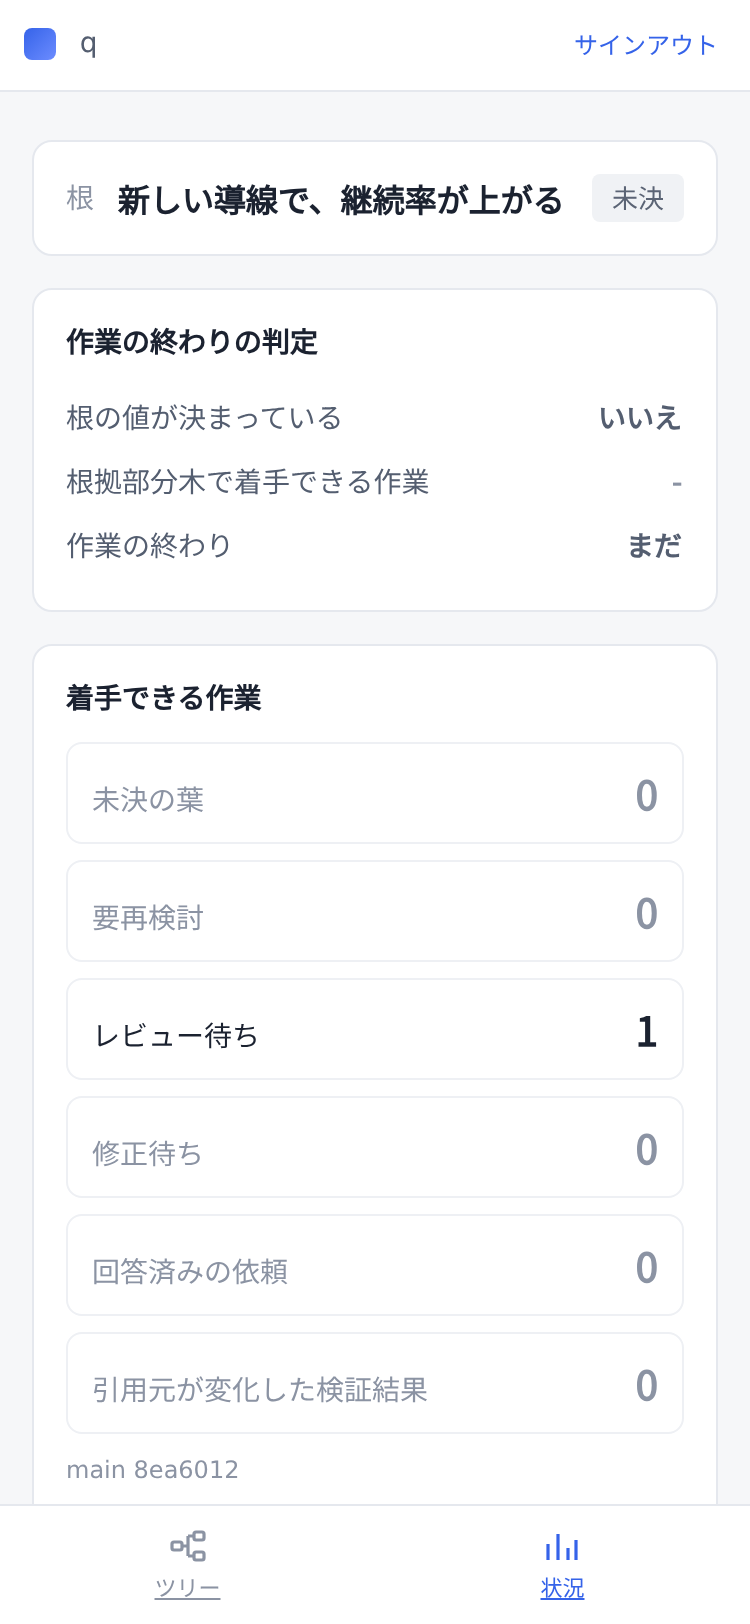 q サインアウト
根 新しい導線で、継続率が上がる 未決
作業の終わりの判定
根の値が決まっている いいえ
根拠部分木で着手できる作業 -
作業の終わり まだ
着手できる作業
未決の葉 0
要再検討 0
レビュー待ち 1
修正待ち 0
回答済みの依頼 0
引用元が変化した検証結果 0
main 8ea6012
ツリー 状況